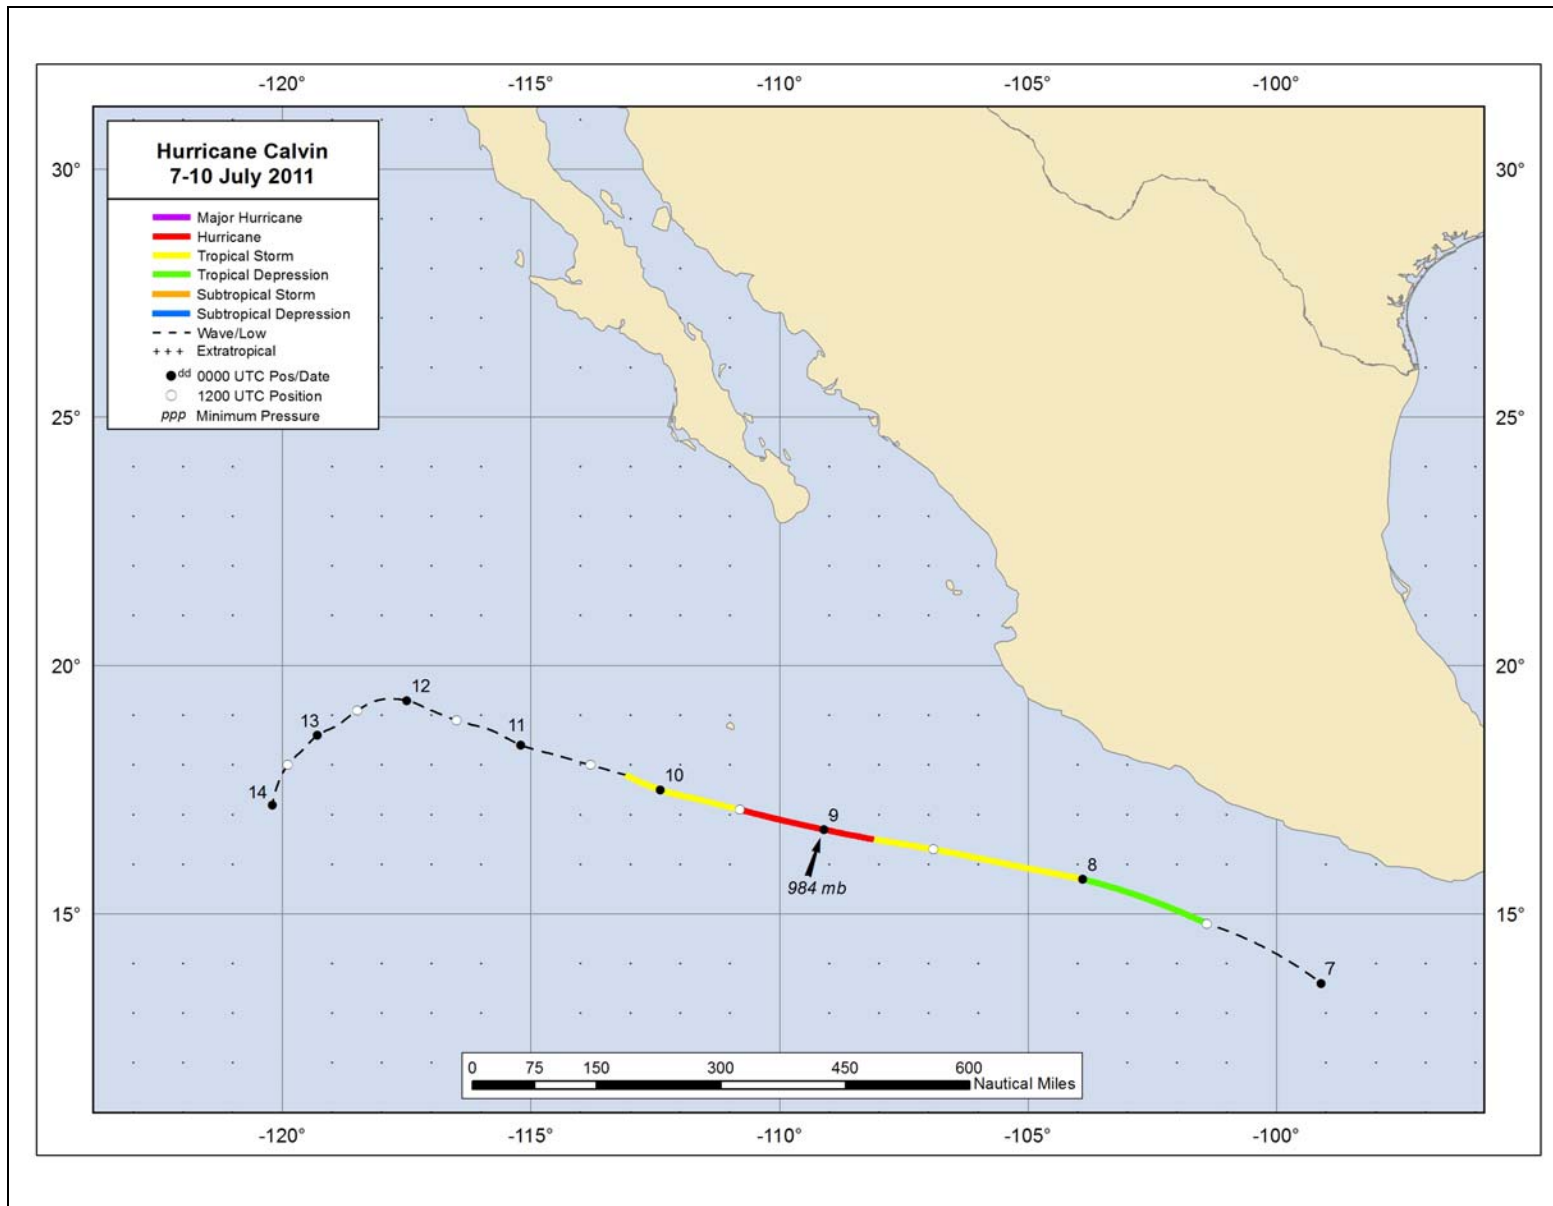 -120° -115° -110° -105° -100°
Hurricane Calvin
7-10 July 2011
30° 30°
Major Hurricane
Hurricane
Tropical Storm
Tropical Depression
Subtropical Storm
Subtropical Depression
Wave/Low
+++ Extratropical
dd 0000 UTC Pos/Date
1200 UTC Position
ppp Minimum Pressure
25° 25°
20° 20°
12
13
11
10
14
9
984 mb
8
15° 15°
7
0 75 150 300 450 600
Nautical Miles
-120° -115° -110° -105° -100°